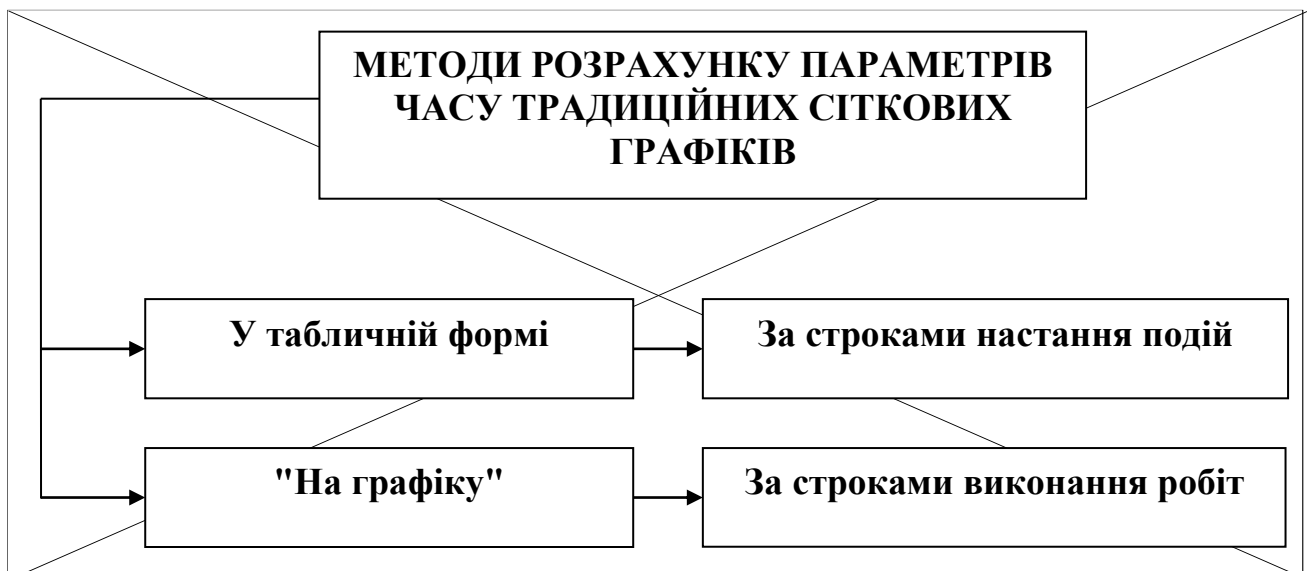 МЕТОДИ РОЗРАХУНКУ ПАРАМЕТРІВ
ЧАСУ ТРАДИЦІЙНИХ СІТКОВИХ
ГРАФІКІВ
У табличній формі
За строками настання подій
"На графіку"
За строками виконання робіт